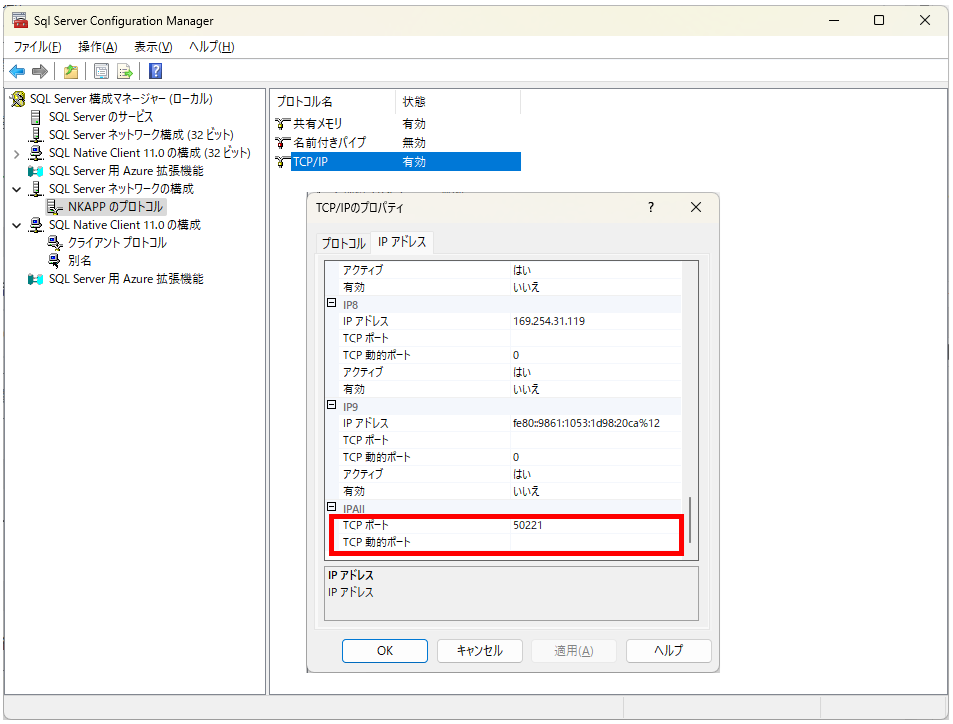 Sql Server Configuration Manager
ファイル(F) 操作(A) 表示(V) ヘルプ(H)
SQL Server 構成マネージャー (ローカル)
SQL Server のサービス
SQL Server ネットワーク構成 (32 ビット)
SQL Native Client 11.0 の構成 (32 ビット)
SQL Server 用 Azure 拡張機能
SQL Server ネットワークの構成
NKAPP のプロトコル
SQL Native Client 11.0 の構成
クライアント プロトコル
別名
SQL Server 用 Azure 拡張機能
プロトコル名 状態
共有メモリ 有効
名前付きパイプ 無効
TCP/IP 有効
TCP/IPのプロパティ ?
プロトコル IP アドレス
アクティブ はい
有効 いいえ
IP8
IP アドレス 169.254.31.119
TCP ポート
TCP 動的ポート 0
アクティブ はい
有効 いいえ
IP9
IP アドレス fe80::9861:1053:1d98:20ca%12
TCP ポート
TCP 動的ポート 0
アクティブ はい
有効 いいえ
IPAll
TCP ポート 50221
TCP 動的ポート
IP アドレス
IP アドレス
OK キャンセル 適用(A) ヘルプ